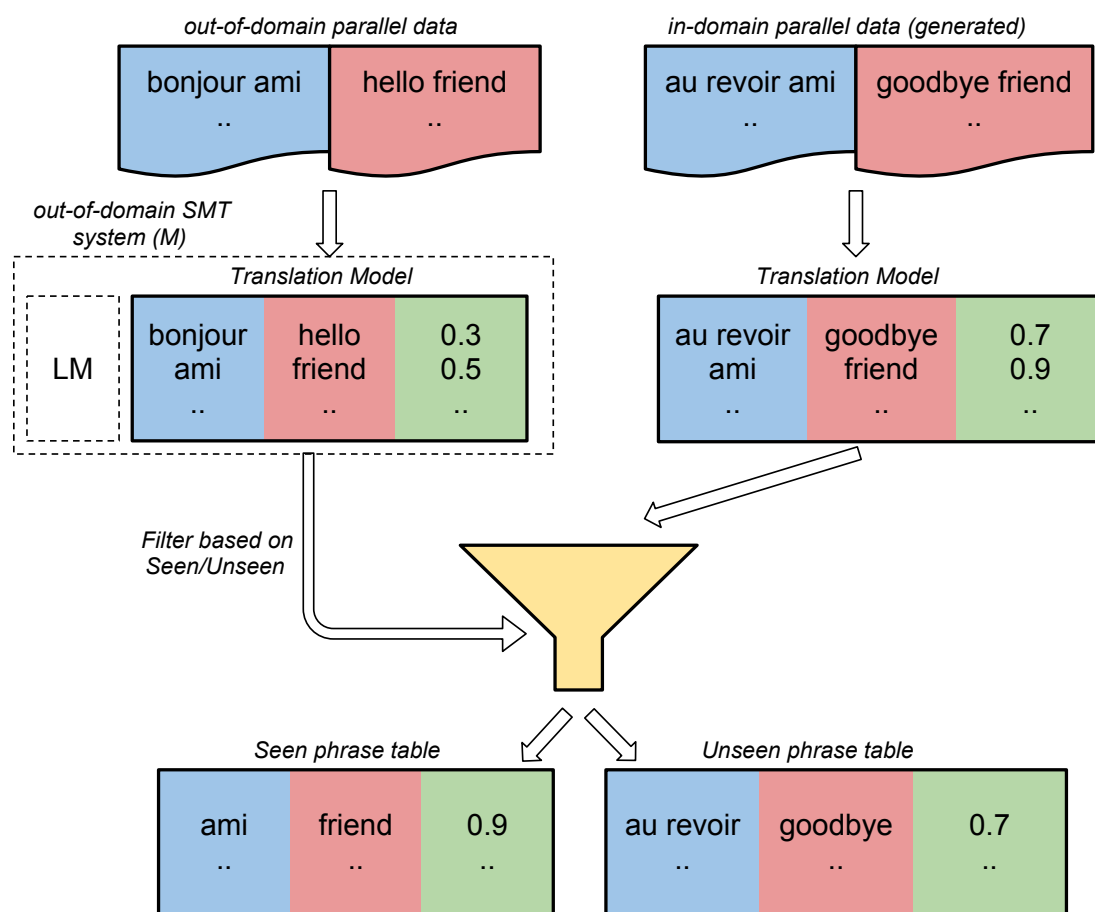 out-of-domain parallel data
in-domain parallel data (generated)
bonjour ami
hello friend
au revoir ami
goodbye friend
..
..
..
..
out-of-domain SMT
system (M)
Translation Model
Translation Model
LM
bonjour
hello
0.3
ami
friend
0.5
..
..
..
au revoir
goodbye
0.7
ami
friend
0.9
..
..
..
Filter based on
Seen/Unseen
Seen phrase table
Unseen phrase table
ami
friend
0.9
..
..
..
au revoir
goodbye
0.7
..
..
..